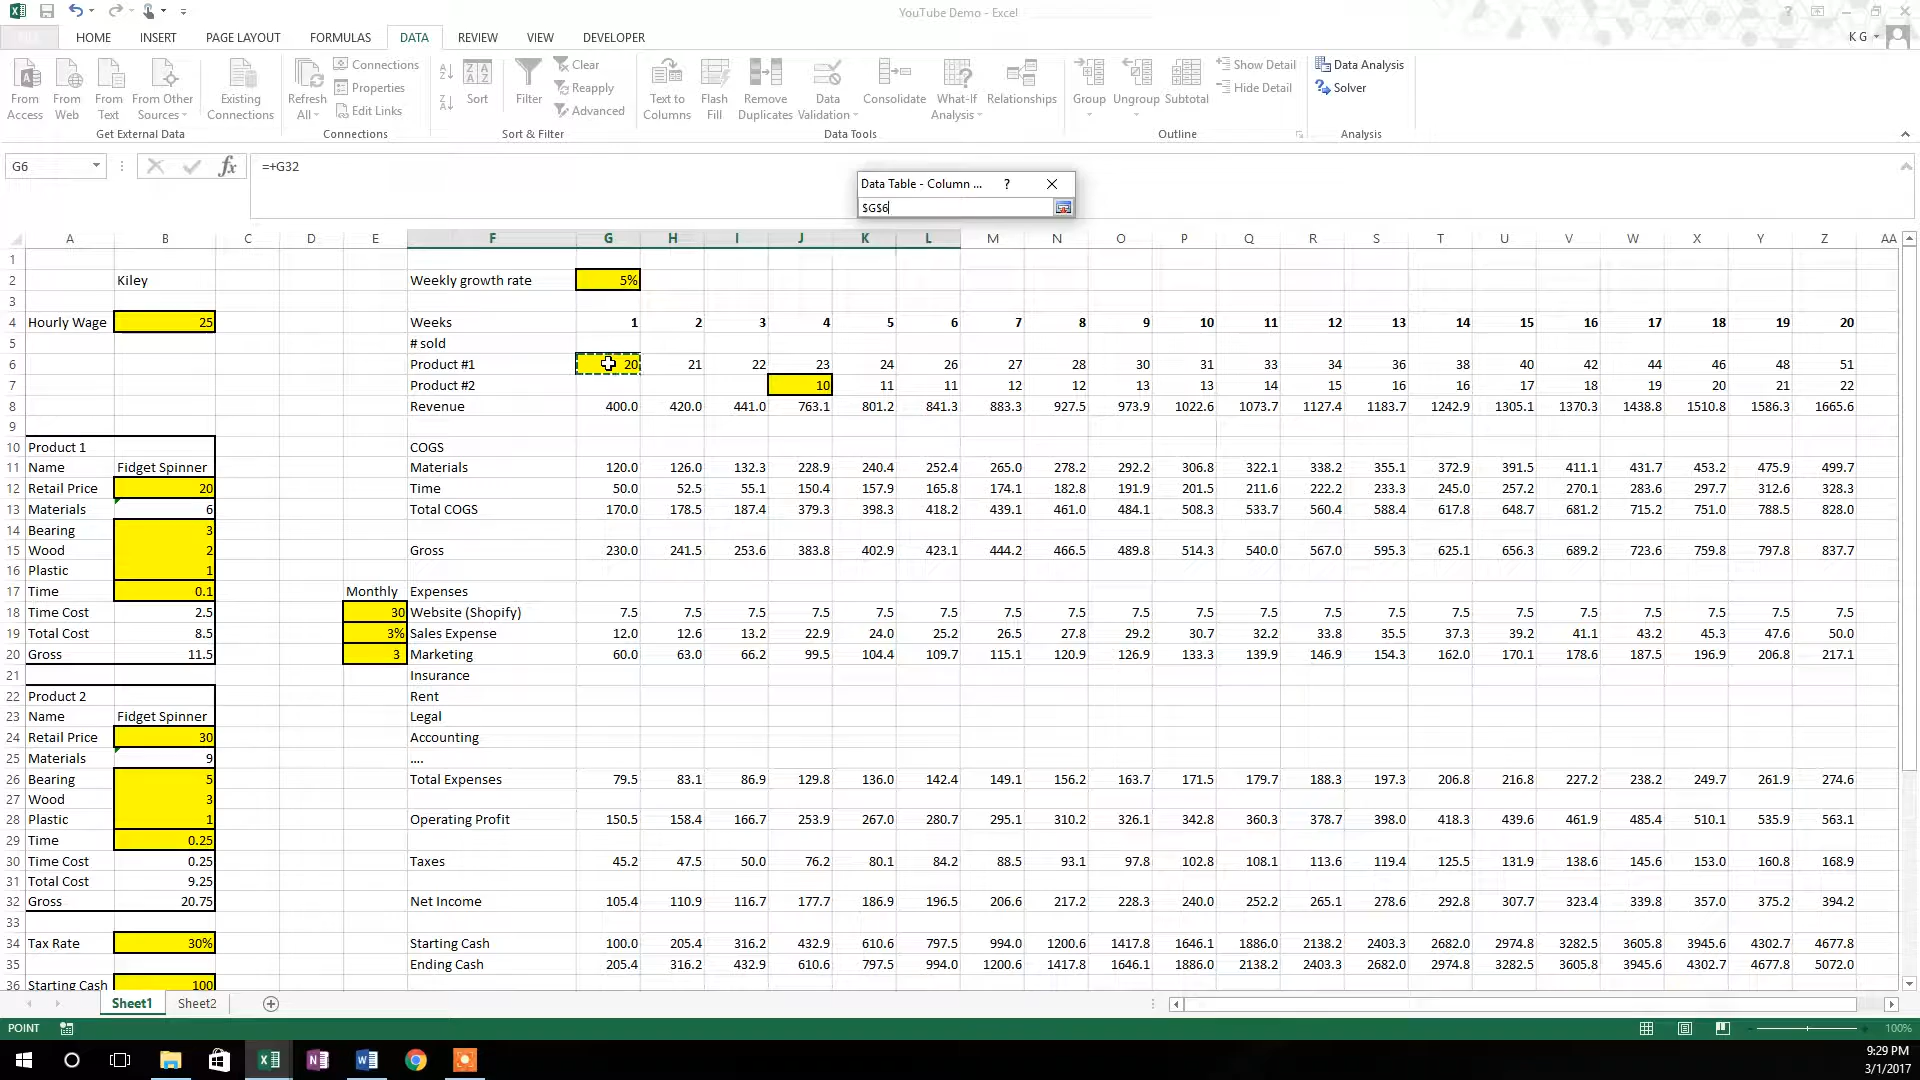 YouTube Demo - Excel
HOME INSERT PAGE LAYOUT FORMULAS DATA REVIEW VIEW DEVELOPER K G
From Access From Web From Text From Other Sources Existing Connections Refresh All Connections Properties Edit Links Sort Filter Clear Reapply Advanced Text to Columns Flash Fill Remove Duplicates Data Validation Consolidate What-If Analysis Relationships Group Ungroup Subtotal Show Detail Hide Detail Data Analysis Solver
Get External Data Connections Sort & Filter Data Tools Outline Analysis
G6 fx =+G32
Data Table - Column ... ?
$G$6
A B C D E F G H I J K L M N O P Q R S T U V W X Y Z AA
1
2 Kiley Weekly growth rate 5%
3
4 Hourly Wage 25 Weeks 1 2 3 4 5 6 7 8 9 10 11 12 13 14 15 16 17 18 19 20
5 # sold
6 Product #1 20 21 22 23 24 26 27 28 30 31 33 34 36 38 40 42 44 46 48 51
7 Product #2 10 11 11 12 12 13 13 14 15 16 16 17 18 19 20 21 22
8 Revenue 400.0 420.0 441.0 763.1 801.2 841.3 883.3 927.5 973.9 1022.6 1073.7 1127.4 1183.7 1242.9 1305.1 1370.3 1438.8 1510.8 1586.3 1665.6
9
10 Product 1 COGS
11 Name Fidget Spinner Materials 120.0 126.0 132.3 228.9 240.4 252.4 265.0 278.2 292.2 306.8 322.1 338.2 355.1 372.9 391.5 411.1 431.7 453.2 475.9 499.7
12 Retail Price 20 Time 50.0 52.5 55.1 150.4 157.9 165.8 174.1 182.8 191.9 201.5 211.6 222.2 233.3 245.0 257.2 270.1 283.6 297.7 312.6 328.3
13 Materials 6 Total COGS 170.0 178.5 187.4 379.3 398.3 418.2 439.1 461.0 484.1 508.3 533.7 560.4 588.4 617.8 648.7 681.2 715.2 751.0 788.5 828.0
14 Bearing 3
15 Wood 2 Gross 230.0 241.5 253.6 383.8 402.9 423.1 444.2 466.5 489.8 514.3 540.0 567.0 595.3 625.1 656.3 689.2 723.6 759.8 797.8 837.7
16 Plastic 1
17 Time 0.1 Monthly Expenses
18 Time Cost 2.5 30 Website (Shopify) 7.5 7.5 7.5 7.5 7.5 7.5 7.5 7.5 7.5 7.5 7.5 7.5 7.5 7.5 7.5 7.5 7.5 7.5 7.5 7.5
19 Total Cost 8.5 3% Sales Expense 12.0 12.6 13.2 22.9 24.0 25.2 26.5 27.8 29.2 30.7 32.2 33.8 35.5 37.3 39.2 41.1 43.2 45.3 47.6 50.0
20 Gross 11.5 3 Marketing 60.0 63.0 66.2 99.5 104.4 109.7 115.1 120.9 126.9 133.3 139.9 146.9 154.3 162.0 170.1 178.6 187.5 196.9 206.8 217.1
21 Insurance
22 Product 2 Rent
23 Name Fidget Spinner Legal
24 Retail Price 30 Accounting
25 Materials 9 ....
26 Bearing 5 Total Expenses 79.5 83.1 86.9 129.8 136.0 142.4 149.1 156.2 163.7 171.5 179.7 188.3 197.3 206.8 216.8 227.2 238.2 249.7 261.9 274.6
27 Wood 3
28 Plastic 1 Operating Profit 150.5 158.4 166.7 253.9 267.0 280.7 295.1 310.2 326.1 342.8 360.3 378.7 398.0 418.3 439.6 461.9 485.4 510.1 535.9 563.1
29 Time 0.25
30 Time Cost 0.25 Taxes 45.2 47.5 50.0 76.2 80.1 84.2 88.5 93.1 97.8 102.8 108.1 113.6 119.4 125.5 131.9 138.6 145.6 153.0 160.8 168.9
31 Total Cost 9.25
32 Gross 20.75 Net Income 105.4 110.9 116.7 177.7 186.9 196.5 206.6 217.2 228.3 240.0 252.2 265.1 278.6 292.8 307.7 323.4 339.8 357.0 375.2 394.2
33
34 Tax Rate 30% Starting Cash 100.0 205.4 316.2 432.9 610.6 797.5 994.0 1200.6 1417.8 1646.1 1886.0 2138.2 2403.3 2682.0 2974.8 3282.5 3605.8 3945.6 4302.7 4677.8
35 Ending Cash 205.4 316.2 432.9 610.6 797.5 994.0 1200.6 1417.8 1646.1 1886.0 2138.2 2403.3 2682.0 2974.8 3282.5 3605.8 3945.6 4302.7 4677.8 5072.0
36 Starting Cash 100
Sheet1 Sheet2
POINT 100%
9:29 PM
3/1/2017